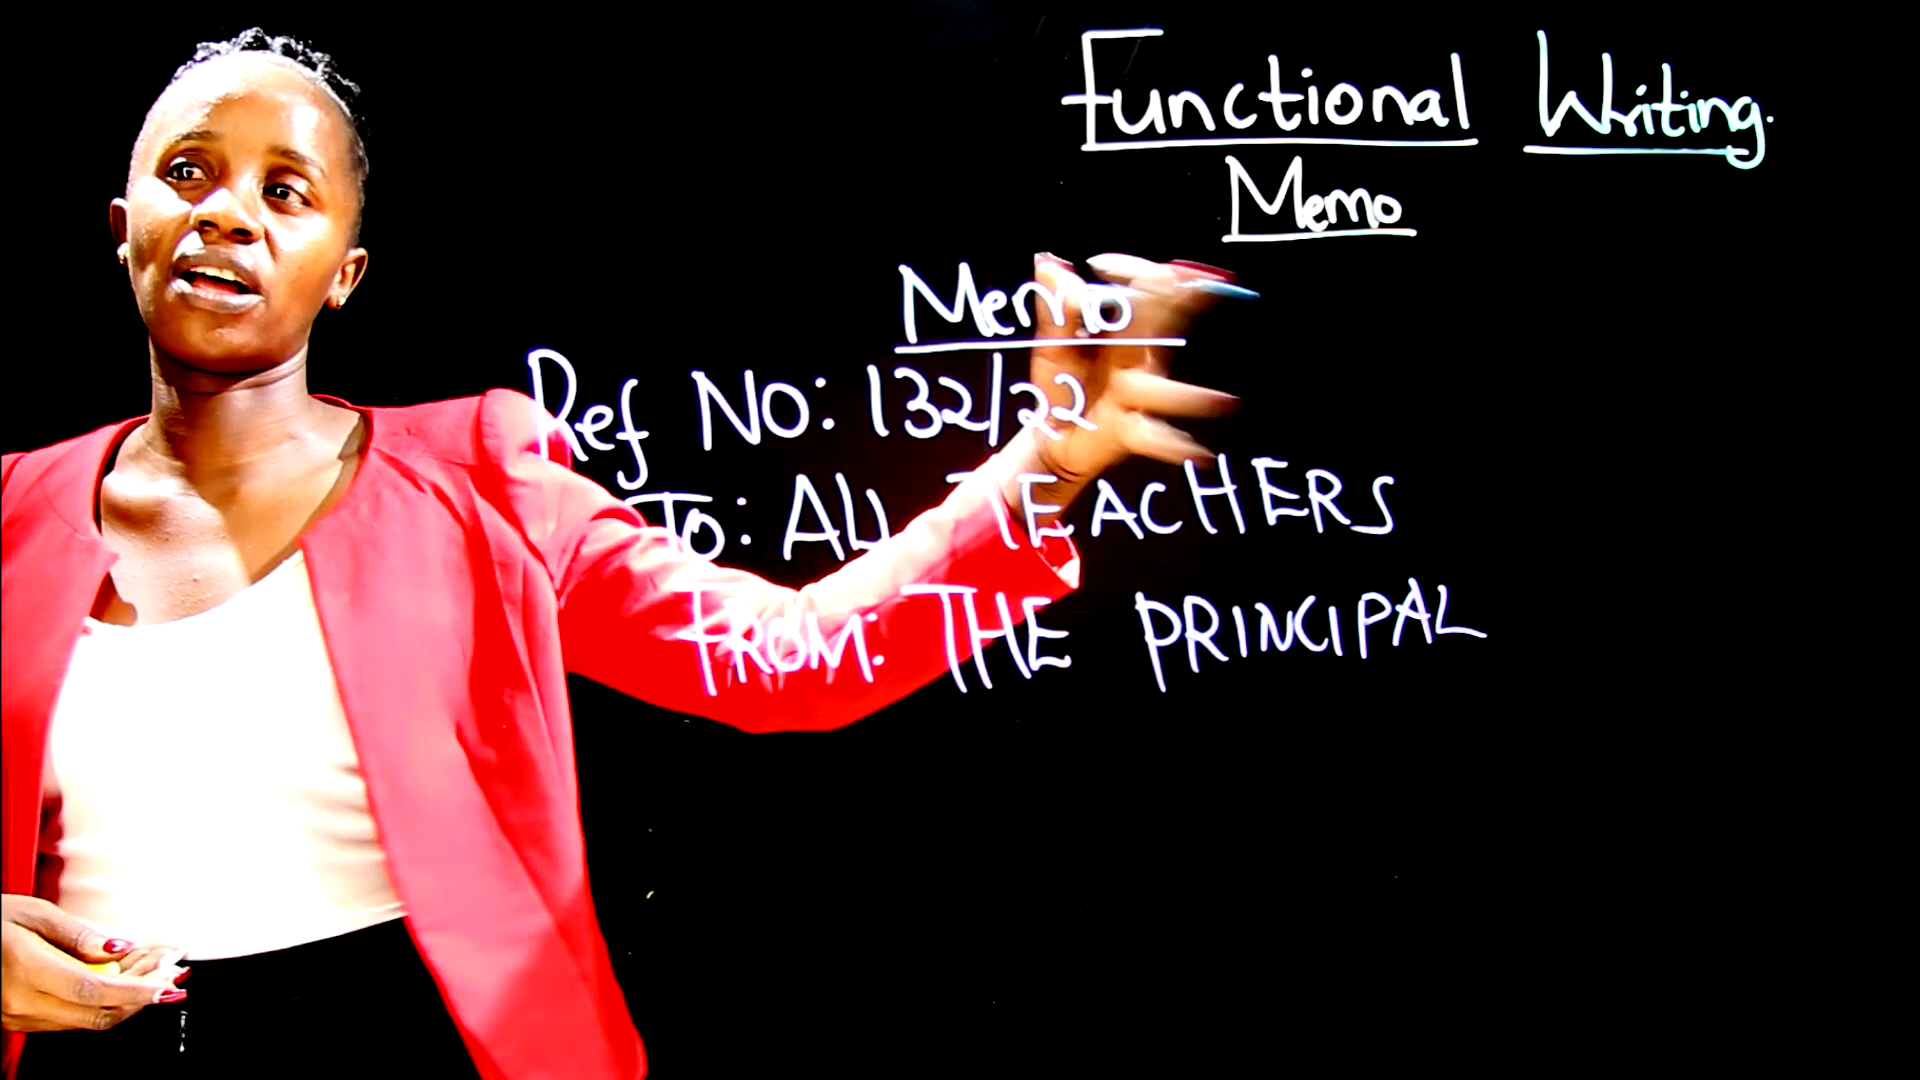 Functional Writing.
Memo
Memo
Ref NO: 132/22
To: ALL TEACHERS
FROM: THE PRINCIPAL